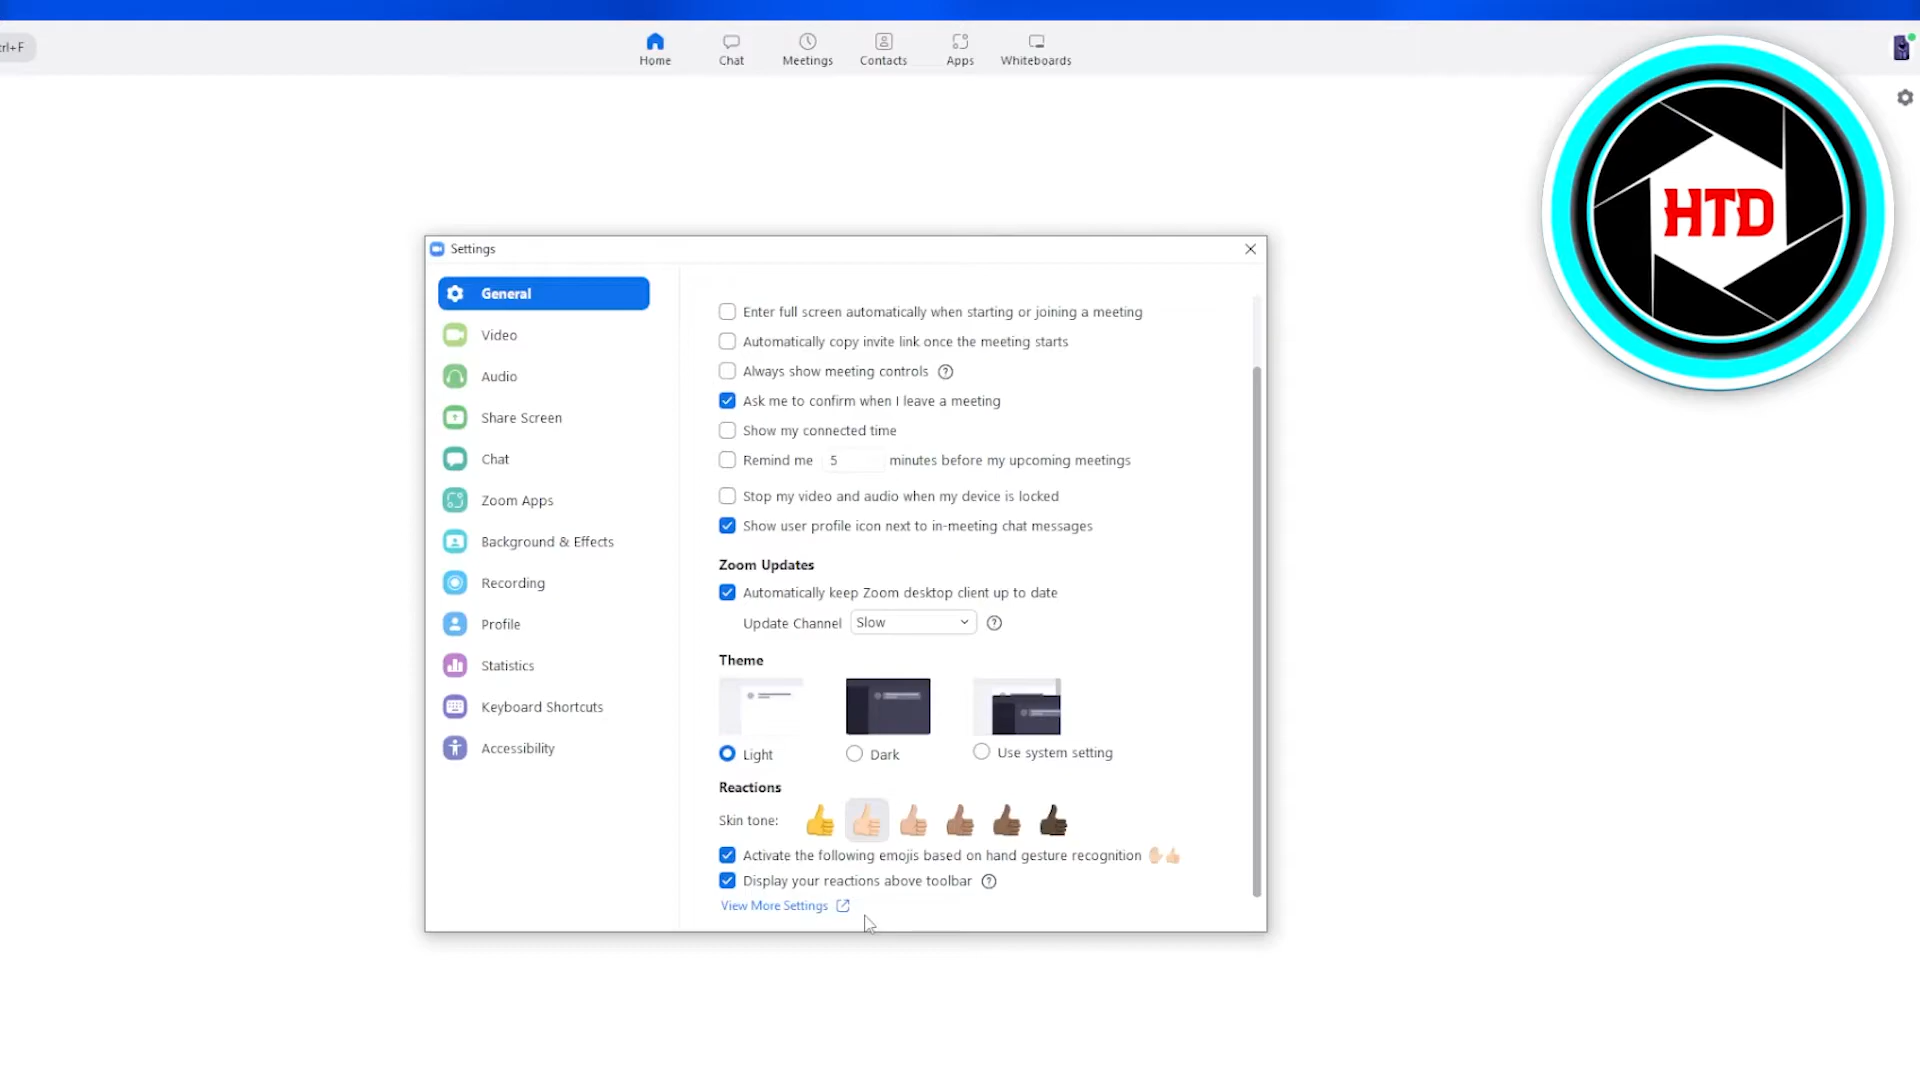 trl+F
Home
Chat
Meetings
Contacts
Apps
Whiteboards
HTD
Settings
General
Video
Audio
Share Screen
Chat
Zoom Apps
Background & Effects
Recording
Profile
Statistics
Keyboard Shortcuts
Accessibility
Enter full screen automatically when starting or joining a meeting
Automatically copy invite link once the meeting starts
Always show meeting controls ?
Ask me to confirm when I leave a meeting
Show my connected time
Remind me 5 minutes before my upcoming meetings
Stop my video and audio when my device is locked
Show user profile icon next to in-meeting chat messages
Zoom Updates
Automatically keep Zoom desktop client up to date
Update Channel Slow ?
Theme
Light
Dark
Use system setting
Reactions
Skin tone:
Activate the following emojis based on hand gesture recognition
Display your reactions above toolbar ?
View More Settings